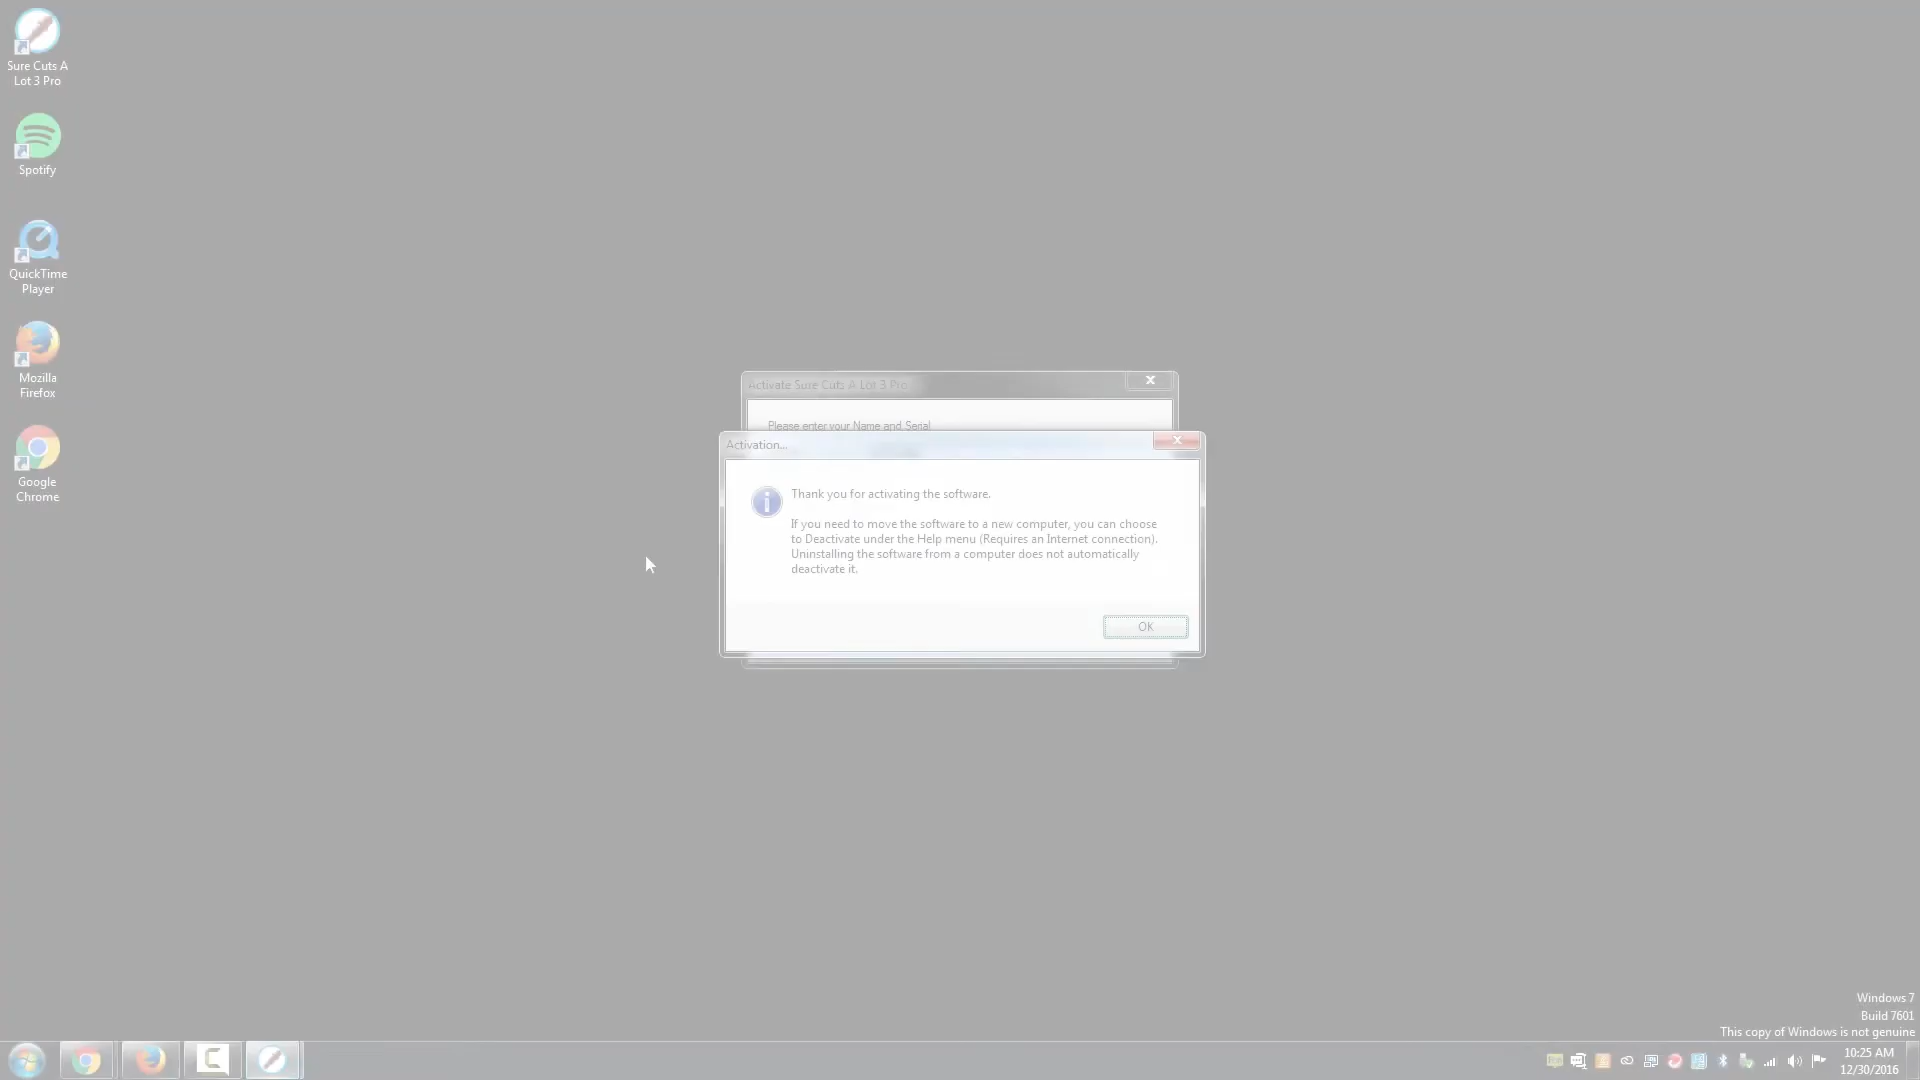 Sure Cuts A
Lot 3 Pro
Spotify
QuickTime
Player
Mozilla
Firefox
Google
Chrome
Activate Sure Cuts A Lot 3 Pro
Please enter your Name and Serial
Activation...
Thank you for activating the software.
If you need to move the software to a new computer, you can choose
to Deactivate under the Help menu (Requires an Internet connection).
Uninstalling the software from a computer does not automatically
deactivate it.
OK
Windows 7
Build 7601
This copy of Windows is not genuine
10:25 AM
12/30/2016